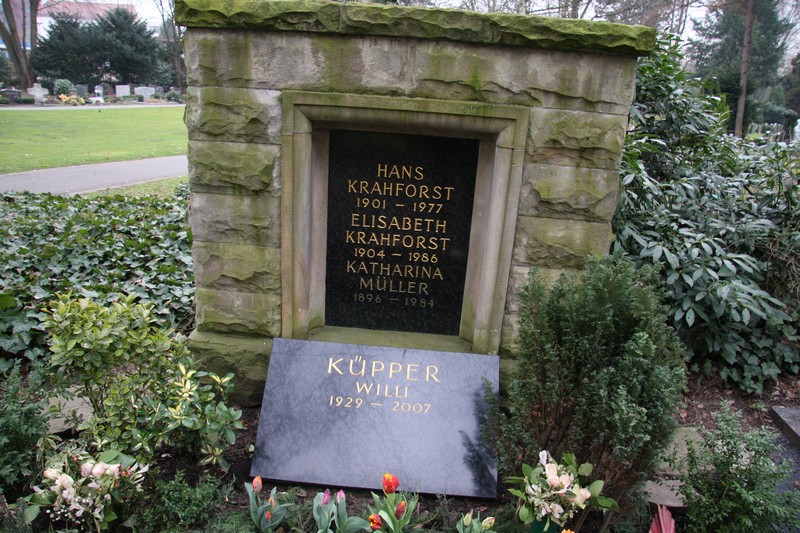 HANS
KRAHFORST
1901 – 1977
ELISABETH
KRAHFORST
1904 – 1986
KATHARINA
MÜLLER
1896 – 1984
KÜPPER
WILLI
1929 – 2007